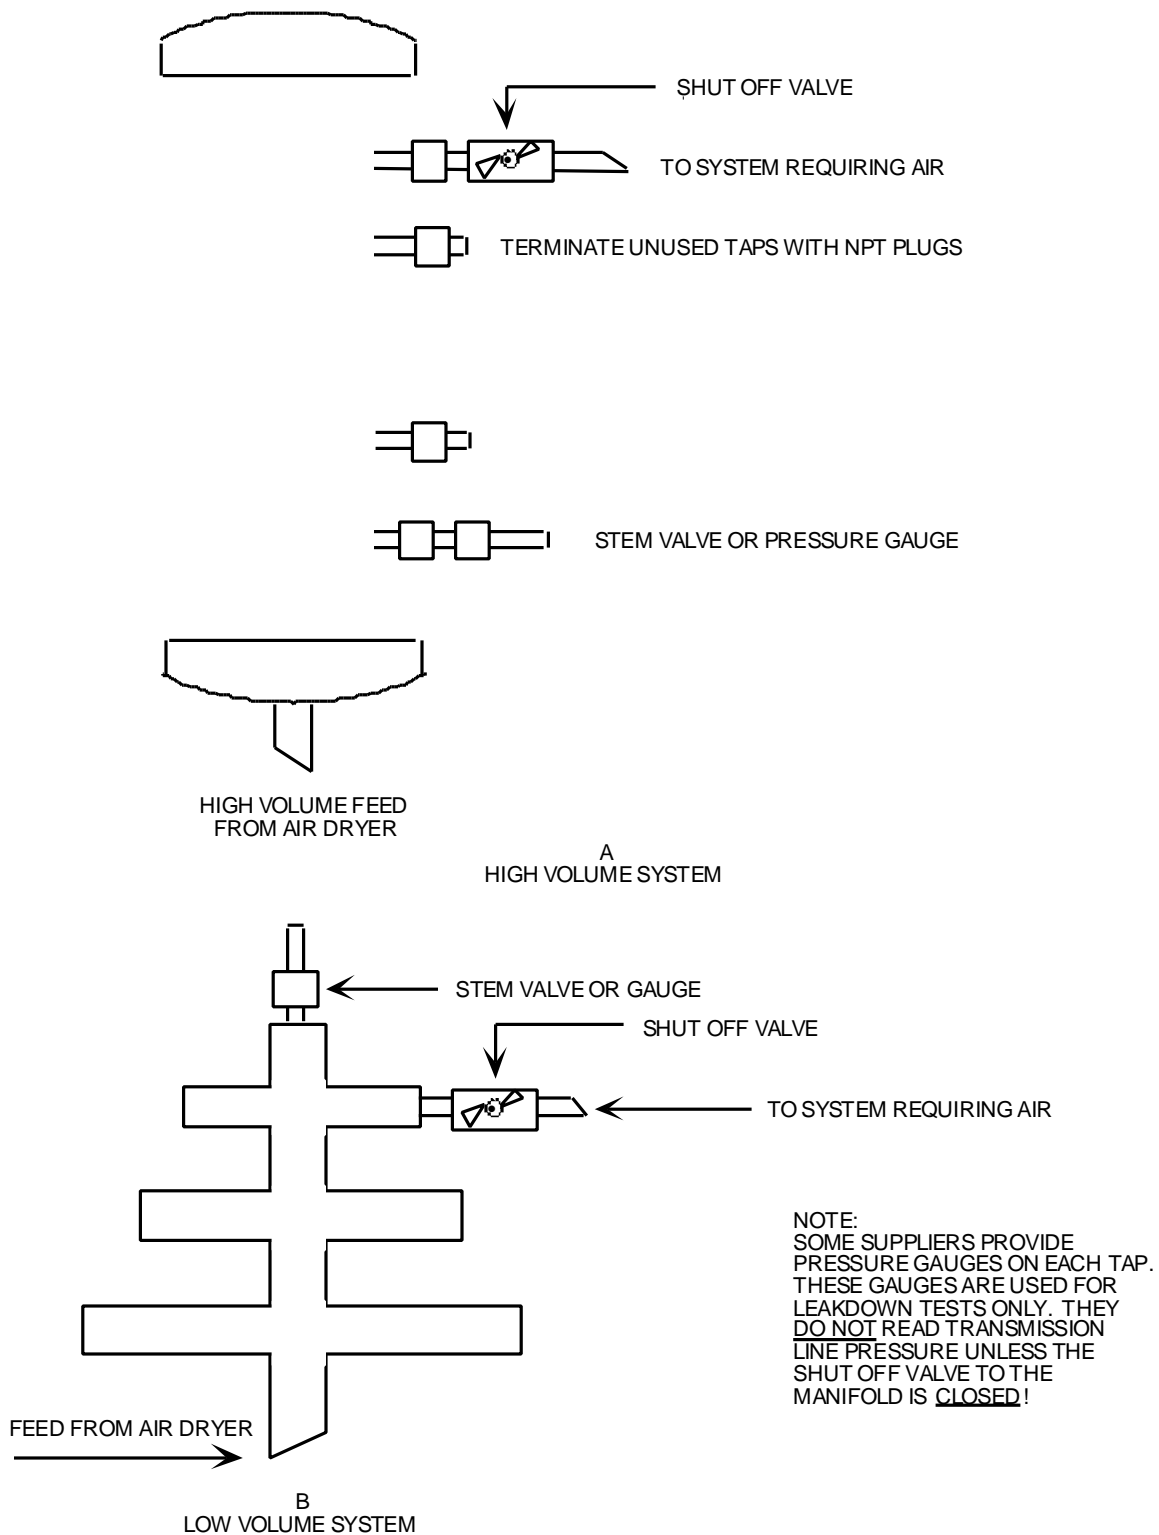 SHUT OFF VALVE
TO SYSTEM REQUIRING AIR
TERMINATE UNUSED TAPS WITH NPT PLUGS
STEM VALVE OR PRESSURE GAUGE
HIGH VOLUME FEED
FROM AIR DRYER
A
HIGH VOLUME SYSTEM
STEM VALVE OR GAUGE
SHUT OFF VALVE
TO SYSTEM REQUIRING AIR
NOTE:
SOME SUPPLIERS PROVIDE
PRESSURE GAUGES ON EACH TAP.
THESE GAUGES ARE USED FOR
LEAKDOWN TESTS ONLY. THEY
DO NOT READ TRANSMISSION
LINE PRESSURE UNLESS THE
SHUT OFF VALVE TO THE
MANIFOLD IS CLOSED!
FEED FROM AIR DRYER
B
LOW VOLUME SYSTEM